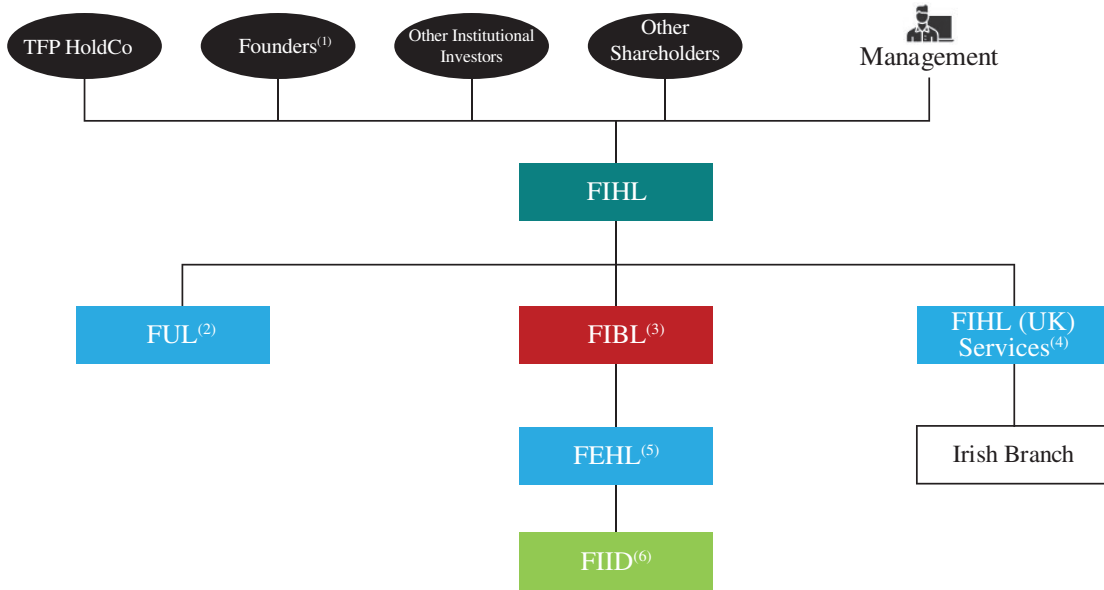 TFP HoldCo
Founders(1)
Other Institutional
Investors
Other
Shareholders
Management
FIHL
FUL(2)
FIBL(3)
FIHL (UK)
Services(4)
FEHL(5)
Irish Branch
FIID(6)